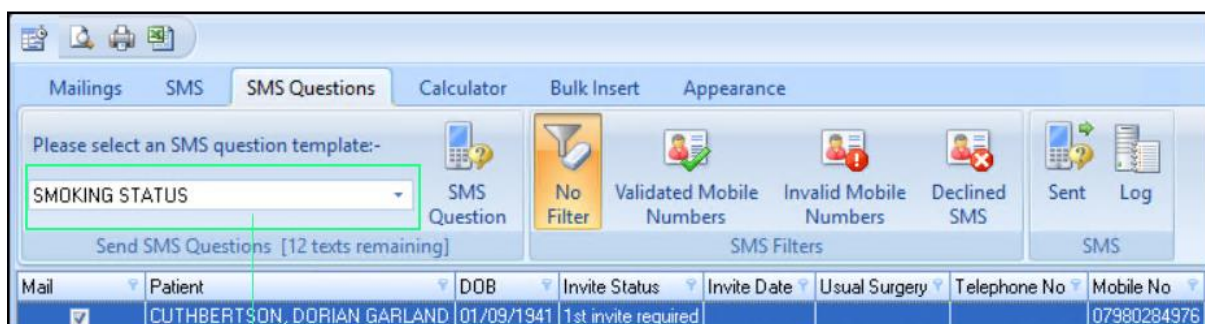 Mailings SMS SMS Questions Calculator Bulk Insert Appearance
Please select an SMS question template:-
SMOKING STATUS
SMS Question
Send SMS Questions [12 texts remaining]
No Filter
Validated Mobile Numbers
Invalid Mobile Numbers
Declined SMS
SMS Filters
Sent
Log
SMS
Mail Patient DOB Invite Status Invite Date Usual Surgery Telephone No Mobile No
CUTHBERTSON, DORIAN GARLAND 01/09/1941 1st invite required 07980284976